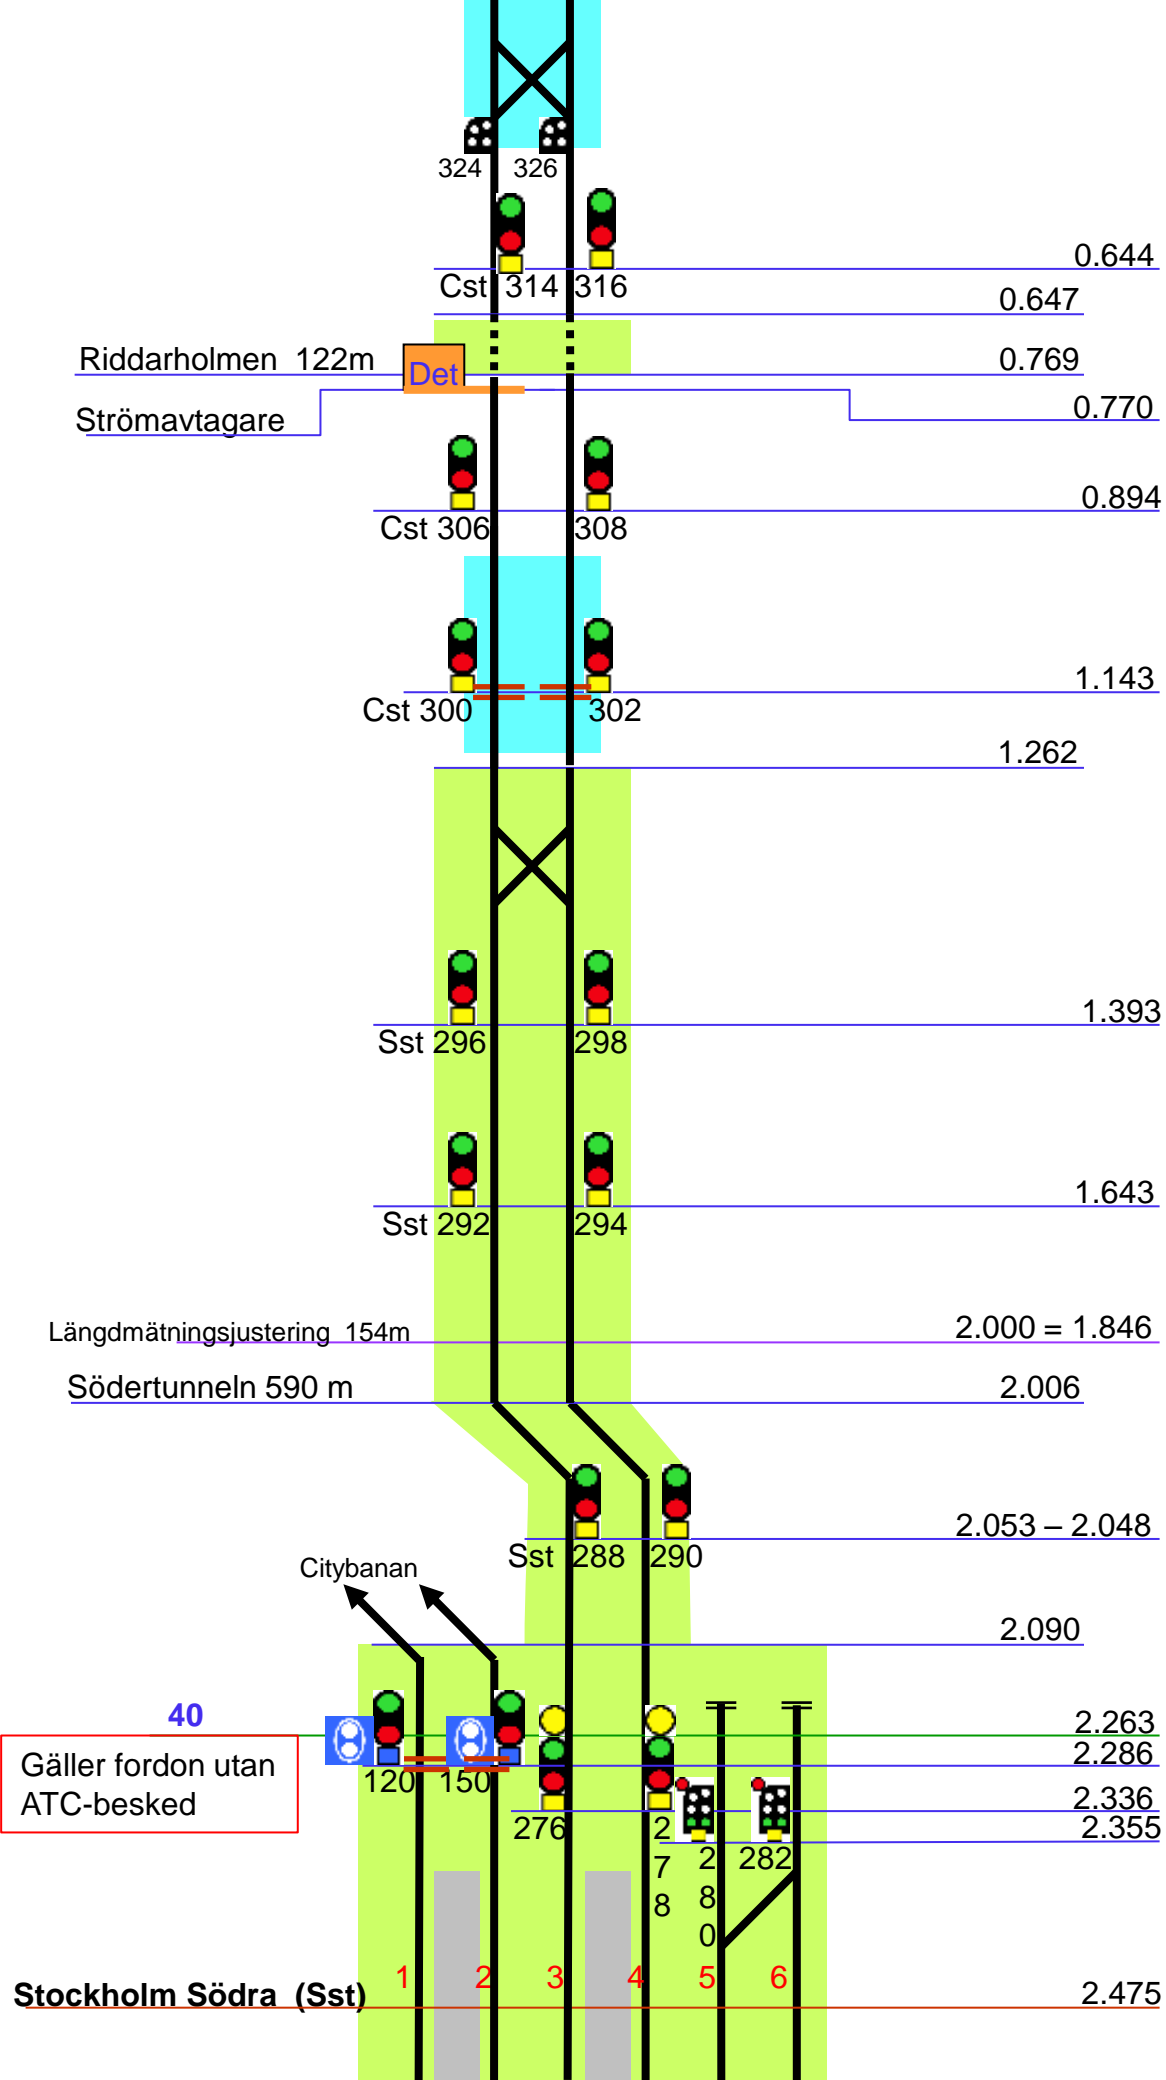 324 326
0.644
Cst 314 316
0.647
Riddarholmen 122m Det 0.769
Strömavtagare 0.770
0.894
Cst 306 308
1.143
Cst 300 302
1.262
1.393
Sst 296 298
1.643
Sst 292 294
Längdmätningsjustering 154m 2.000 = 1.846
Södertunneln 590 m 2.006
2.053 – 2.048
Sst 288 290
Citybanan
2.090
40 2.263
Gäller fordon utan
ATC-besked
2.286
120 150
2.336
276 278
2.355
280 282
1 2 3 4 5 6
Stockholm Södra (Sst) 2.475